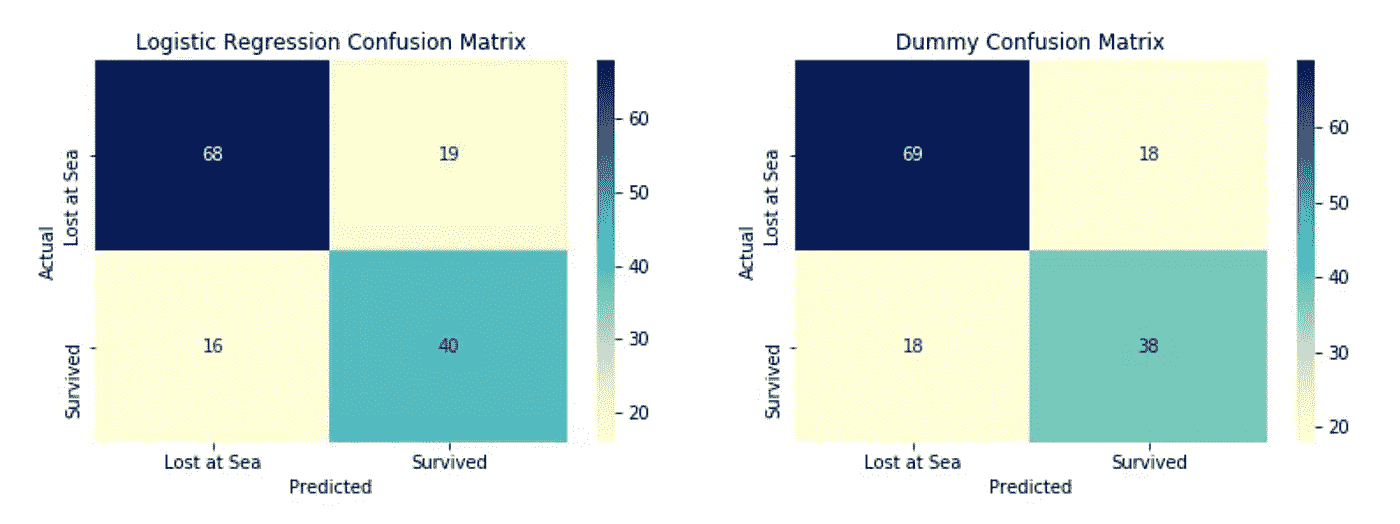 Logistic Regression Confusion Matrix
68
19
16
40
Lost at Sea
Survived
Actual
Lost at Sea
Survived
Predicted
60
50
40
30
20
Dummy Confusion Matrix
69
18
18
38
Lost at Sea
Survived
Actual
Lost at Sea
Survived
Predicted
60
50
40
30
20